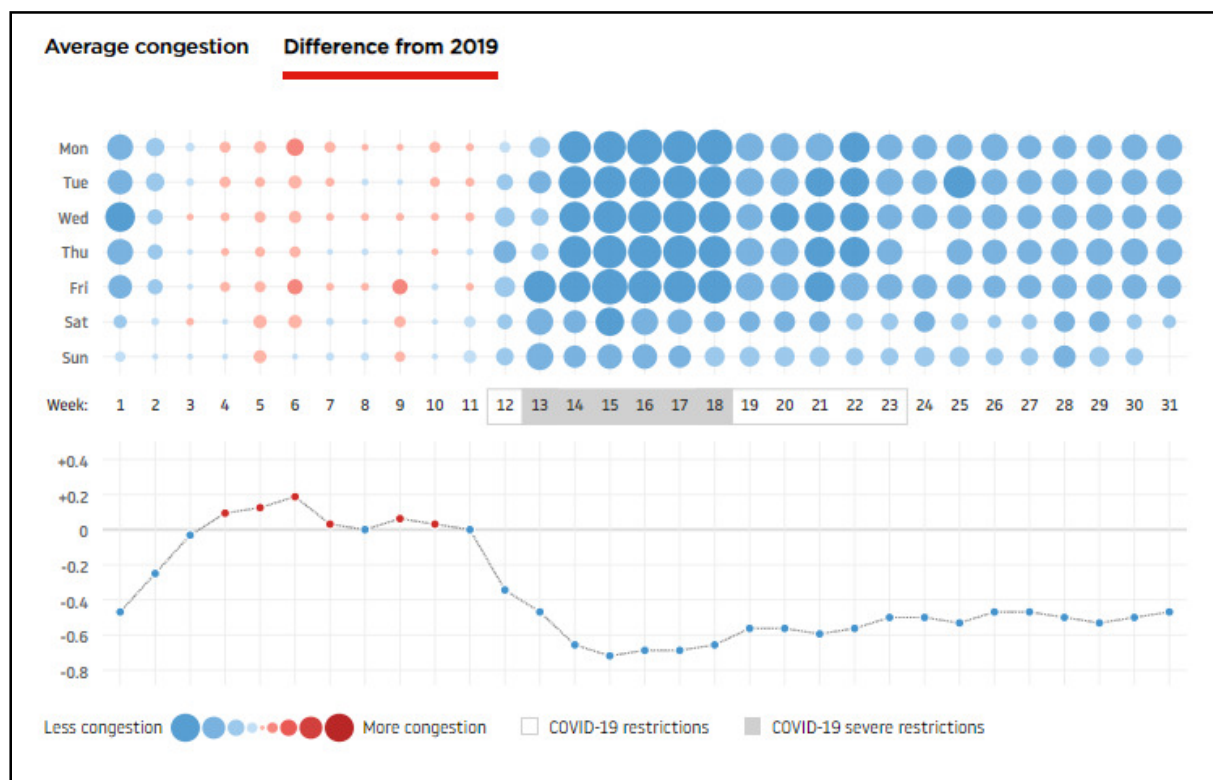 Average congestion Difference from 2019
Mon
Tue
Wed
Thu
Fri
Sat
Sun
Week: 1 2 3 4 5 6 7 8 9 10 11 12 13 14 15 16 17 18 19 20 21 22 23 24 25 26 27 28 29 30 31
+0.4
+0.2
0
-0.2
-0.4
-0.6
-0.8
Less congestion More congestion COVID-19 restrictions COVID-19 severe restrictions